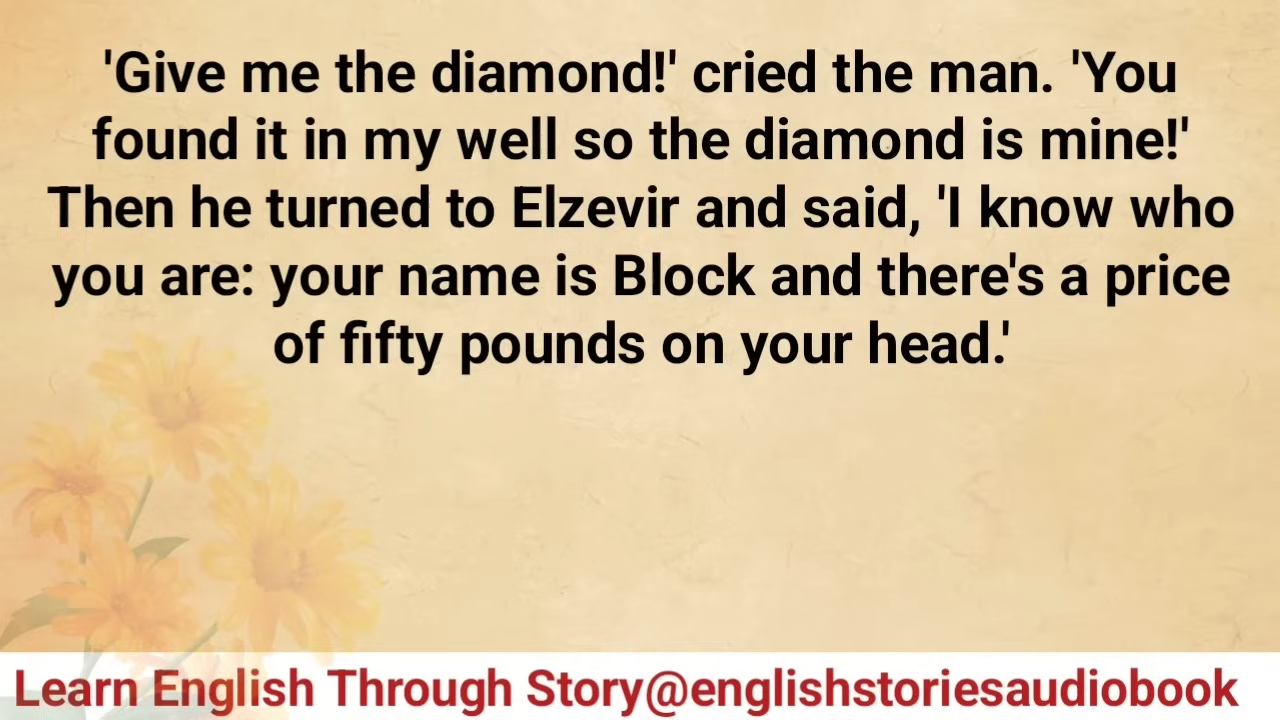 'Give me the diamond!' cried the man. 'You
found it in my well so the diamond is mine!'
Then he turned to Elzevir and said, 'I know who
you are: your name is Block and there's a price
of fifty pounds on your head.'
Learn English Through Story@englishstoriesaudiobook